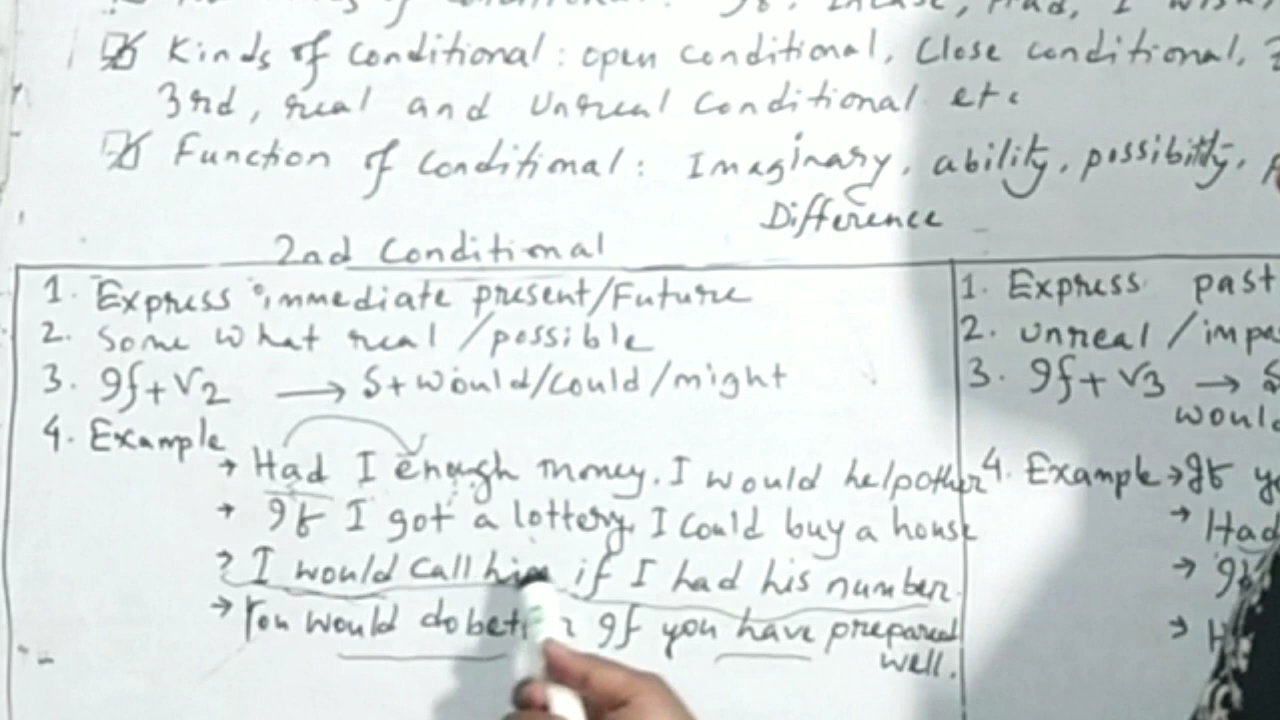 Kinds of Conditional: open conditional, Close conditional,
3rd, real and Unreal Conditional etc
Function of Conditional: Imaginary, ability, possibility,
Difference
2nd Conditional
1. Express immediate present/Future
2. Some what real /possible
3. If+V2 → S+would/could/might
4. Example
→ Had I enough money. I would help other
→ If I got a lottery, I could buy a house
→ I would call him if I had his number.
→ You would do better If you have prepared
well.
1. Express past
2. unreal /
3. If+V3 →
would
4. Example → If
→ Had
→ If
→